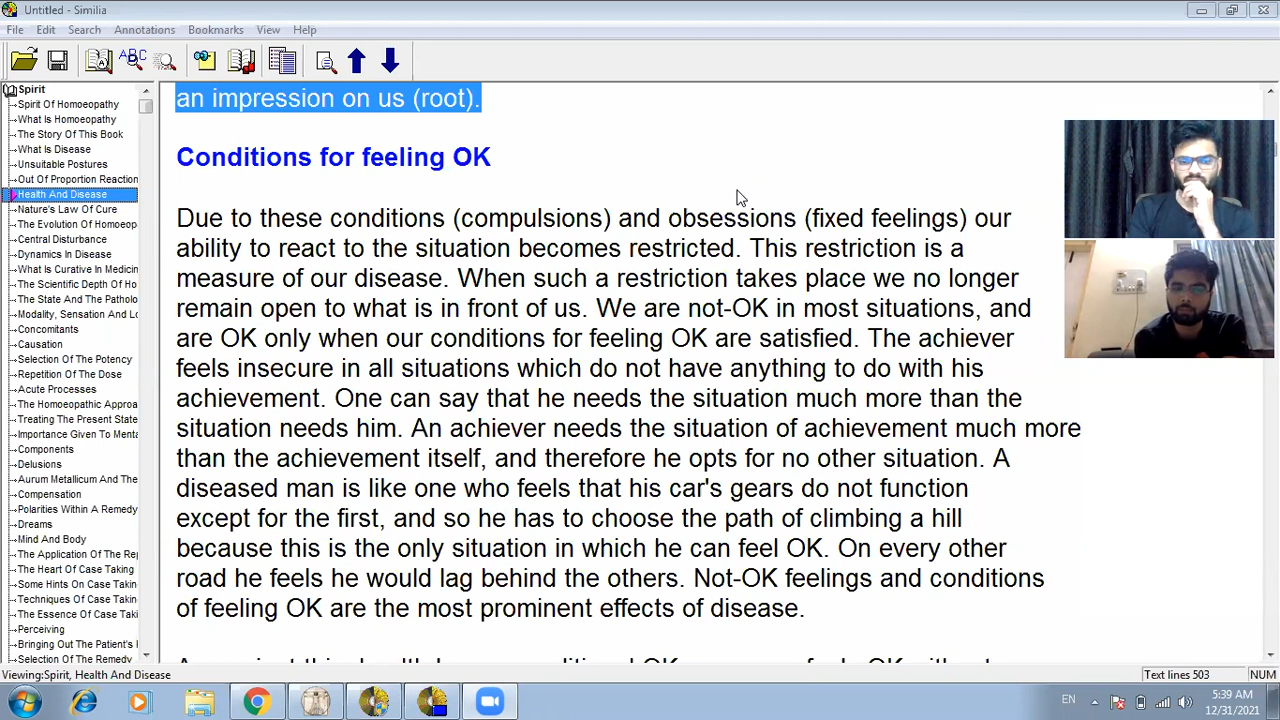 Untitled - Similia
File Edit Search Annotations Bookmarks View Help
ABC
Spirit
Spirit Of Homoeopathy
What Is Homoeopathy
The Story Of This Book
What Is Disease
Unsuitable Postures
Out Of Proportion Reaction
Health And Disease
Nature's Law Of Cure
The Evolution Of Homoeop
Central Disturbance
Dynamics In Disease
What Is Curative In Medicin
The Scientific Depth Of Ho
The State And The Patholo
Modality, Sensation And Lo
Concomitants
Causation
Selection Of The Potency
Repetition Of The Dose
Acute Processes
The Homoeopathic Approa
Treating The Present State
Importance Given To Menta
Components
Delusions
Aurum Metallicum And The
Compensation
Polarities Within A Remedy
Dreams
Mind And Body
The Application Of The Rep
The Heart Of Case Taking
Some Hints On Case Taking
Techniques Of Case Takin
The Essence Of Case Takin
Perceiving
Bringing Out The Patient's
Selection Of The Remedy
an impression on us (root).
Conditions for feeling OK
Due to these conditions (compulsions) and obsessions (fixed feelings) our
ability to react to the situation becomes restricted. This restriction is a
measure of our disease. When such a restriction takes place we no longer
remain open to what is in front of us. We are not-OK in most situations, and
are OK only when our conditions for feeling OK are satisfied. The achiever
feels insecure in all situations which do not have anything to do with his
achievement. One can say that he needs the situation much more than the
situation needs him. An achiever needs the situation of achievement much more
than the achievement itself, and therefore he opts for no other situation. A
diseased man is like one who feels that his car's gears do not function
except for the first, and so he has to choose the path of climbing a hill
because this is the only situation in which he can feel OK. On every other
road he feels he would lag behind the others. Not-OK feelings and conditions
of feeling OK are the most prominent effects of disease.
Viewing:Spirit, Health And Disease
Text lines 503
NUM
EN
5:39 AM
12/31/2021